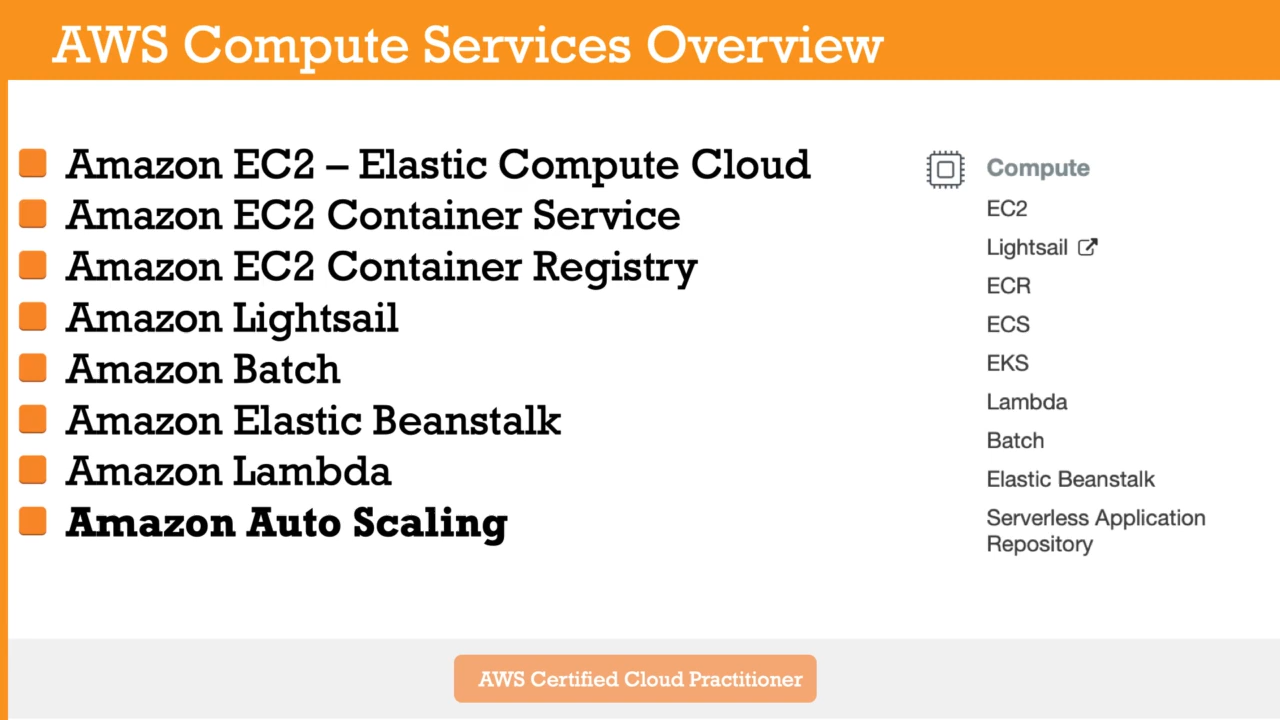 AWS Compute Services Overview
Amazon EC2 – Elastic Compute Cloud
Amazon EC2 Container Service
Amazon EC2 Container Registry
Amazon Lightsail
Amazon Batch
Amazon Elastic Beanstalk
Amazon Lambda
Amazon Auto Scaling
Compute
EC2
Lightsail
ECR
ECS
EKS
Lambda
Batch
Elastic Beanstalk
Serverless Application
Repository
AWS Certified Cloud Practitioner